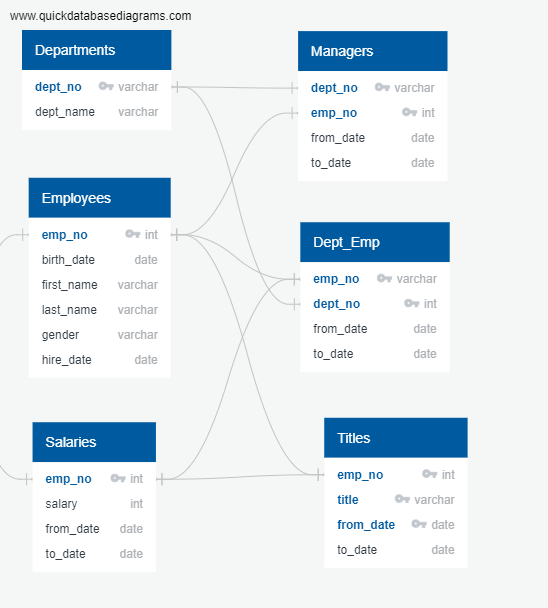 www.quickdatabasediagrams.com
Departments
dept_no varchar
dept_name varchar
Managers
dept_no varchar
emp_no int
from_date date
to_date date
Employees
emp_no int
birth_date date
first_name varchar
last_name varchar
gender varchar
hire_date date
Dept_Emp
emp_no varchar
dept_no int
from_date date
to_date date
Salaries
emp_no int
salary int
from_date date
to_date date
Titles
emp_no int
title varchar
from_date date
to_date date